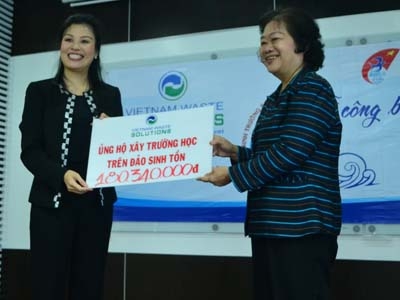 VIETNAM WASTE
công b
VIETNAM WASTE
SOLUTIONS
ỦNG HỘ XÂY TRƯỜNG HỌC
TRÊN ĐẢO SINH TỒN
180.340.000đ